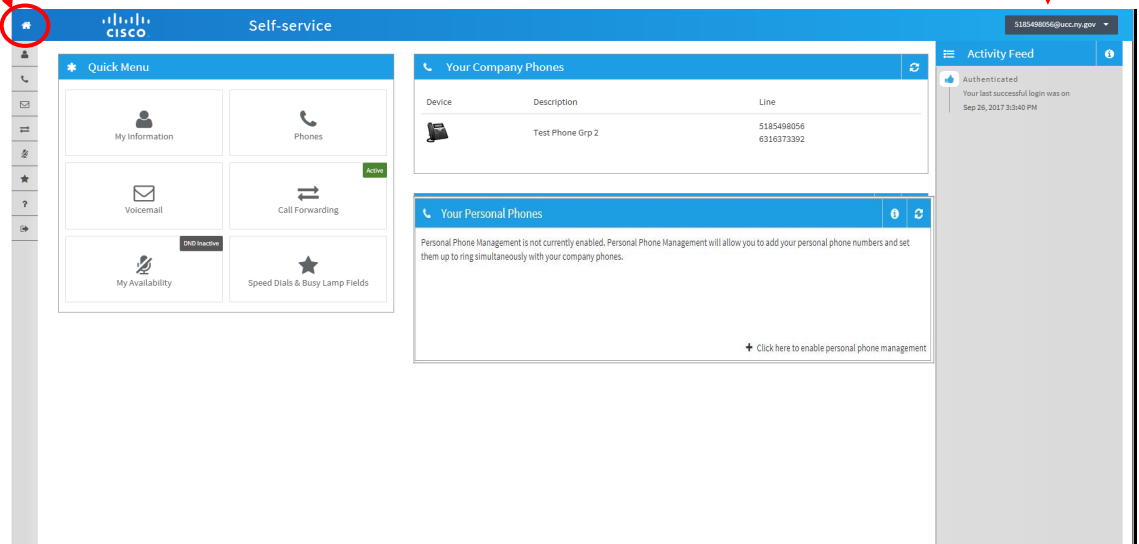 CISCO
Self-service
5185498056@ucc.ny.gov
Quick Menu
My Information
Phones
Voicemail
Active
Call Forwarding
DND Inactive
My Availability
Speed Dials & Busy Lamp Fields
Your Company Phones
Device Description Line
Test Phone Grp 2
5185498056
6316373392
Your Personal Phones
Personal Phone Management is not currently enabled. Personal Phone Management will allow you to add your personal phone numbers and set
them up to ring simultaneously with your company phones.
+ Click here to enable personal phone management
Activity Feed
Authenticated
Your last successful login was on
Sep 26, 2017 3:3:40 PM
?